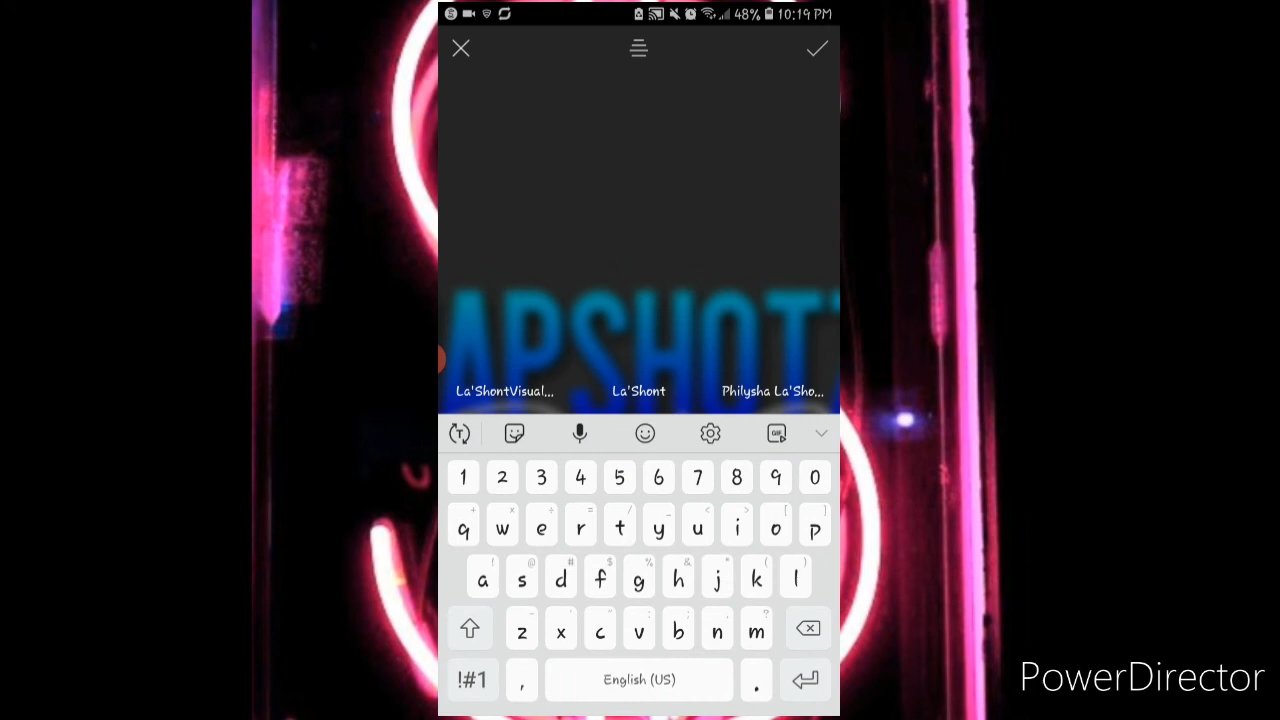 48% 10:19 PM
APSHOT
La'ShontVisual... La'Shont Philysha La'Sho...
T GIF
1 2 3 4 5 6 7 8 9 0
+ × ÷ = / _ < > [ ]
q w e r t y u i o p
! @ # $ % & * ( )
a s d f g h j k l
- ' " : ; , ?
z x c v b n m
!#1 , English (US) .
PowerDirector